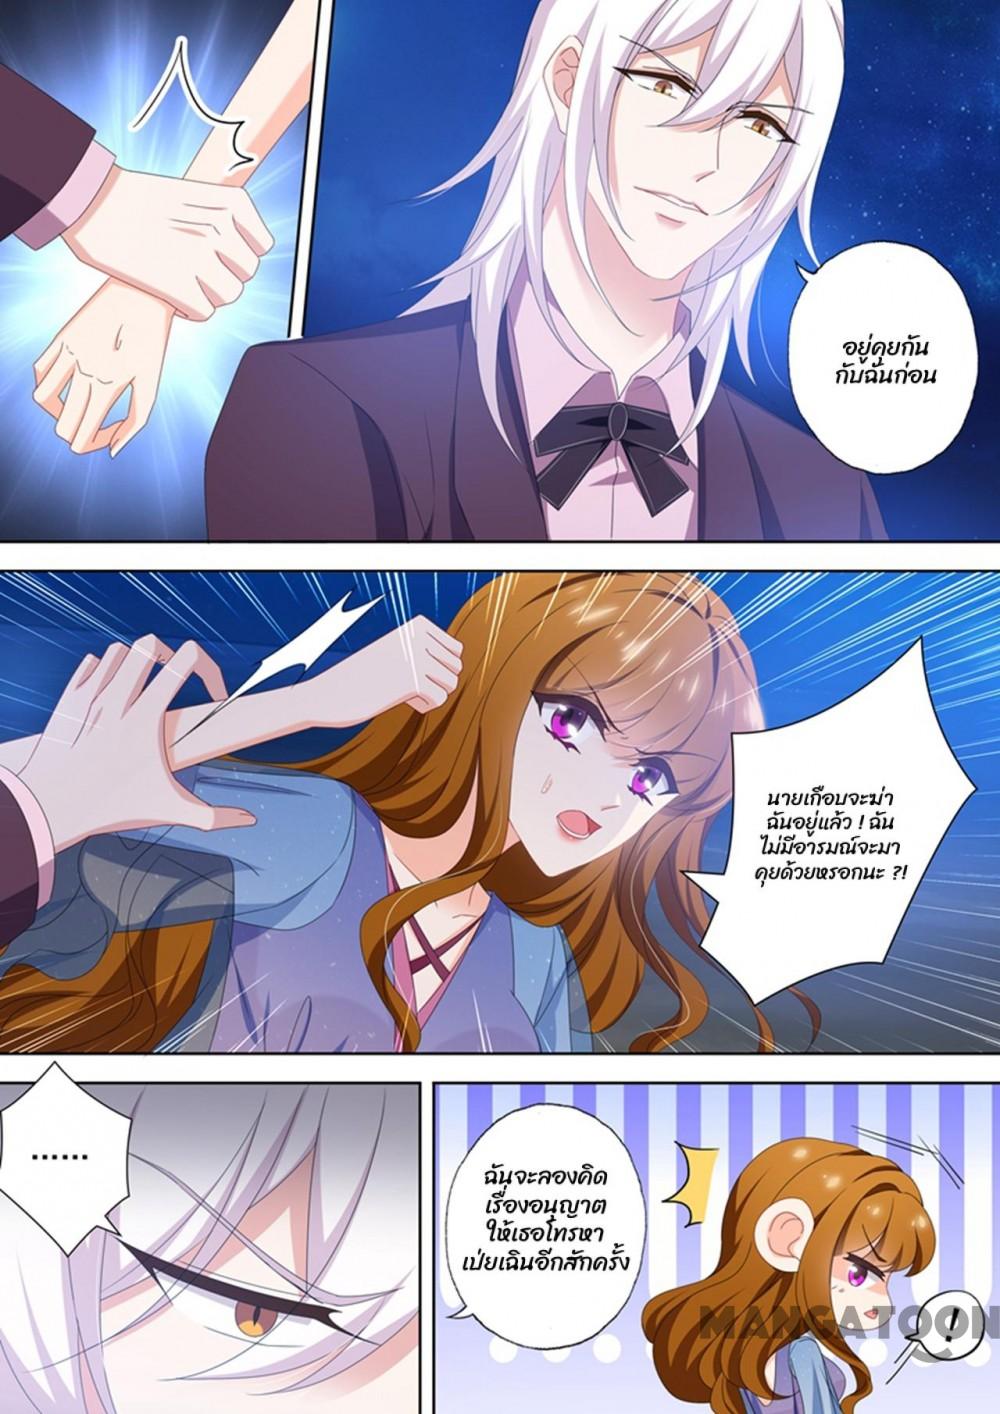 อยู่คุยกัน
กับฉันก่อน
นายเกือบจะฆ่า
ฉันอยู่แล้ว ! ฉัน
ไม่มีอารมณ์จะมา
คุยด้วยหรอกนะ ?!
......
ฉันจะลองคิด
เรื่องอนุญาต
ให้เธอโทรหา
เป่ยเฉินอีกสักครั้ง
!
MANGATOON